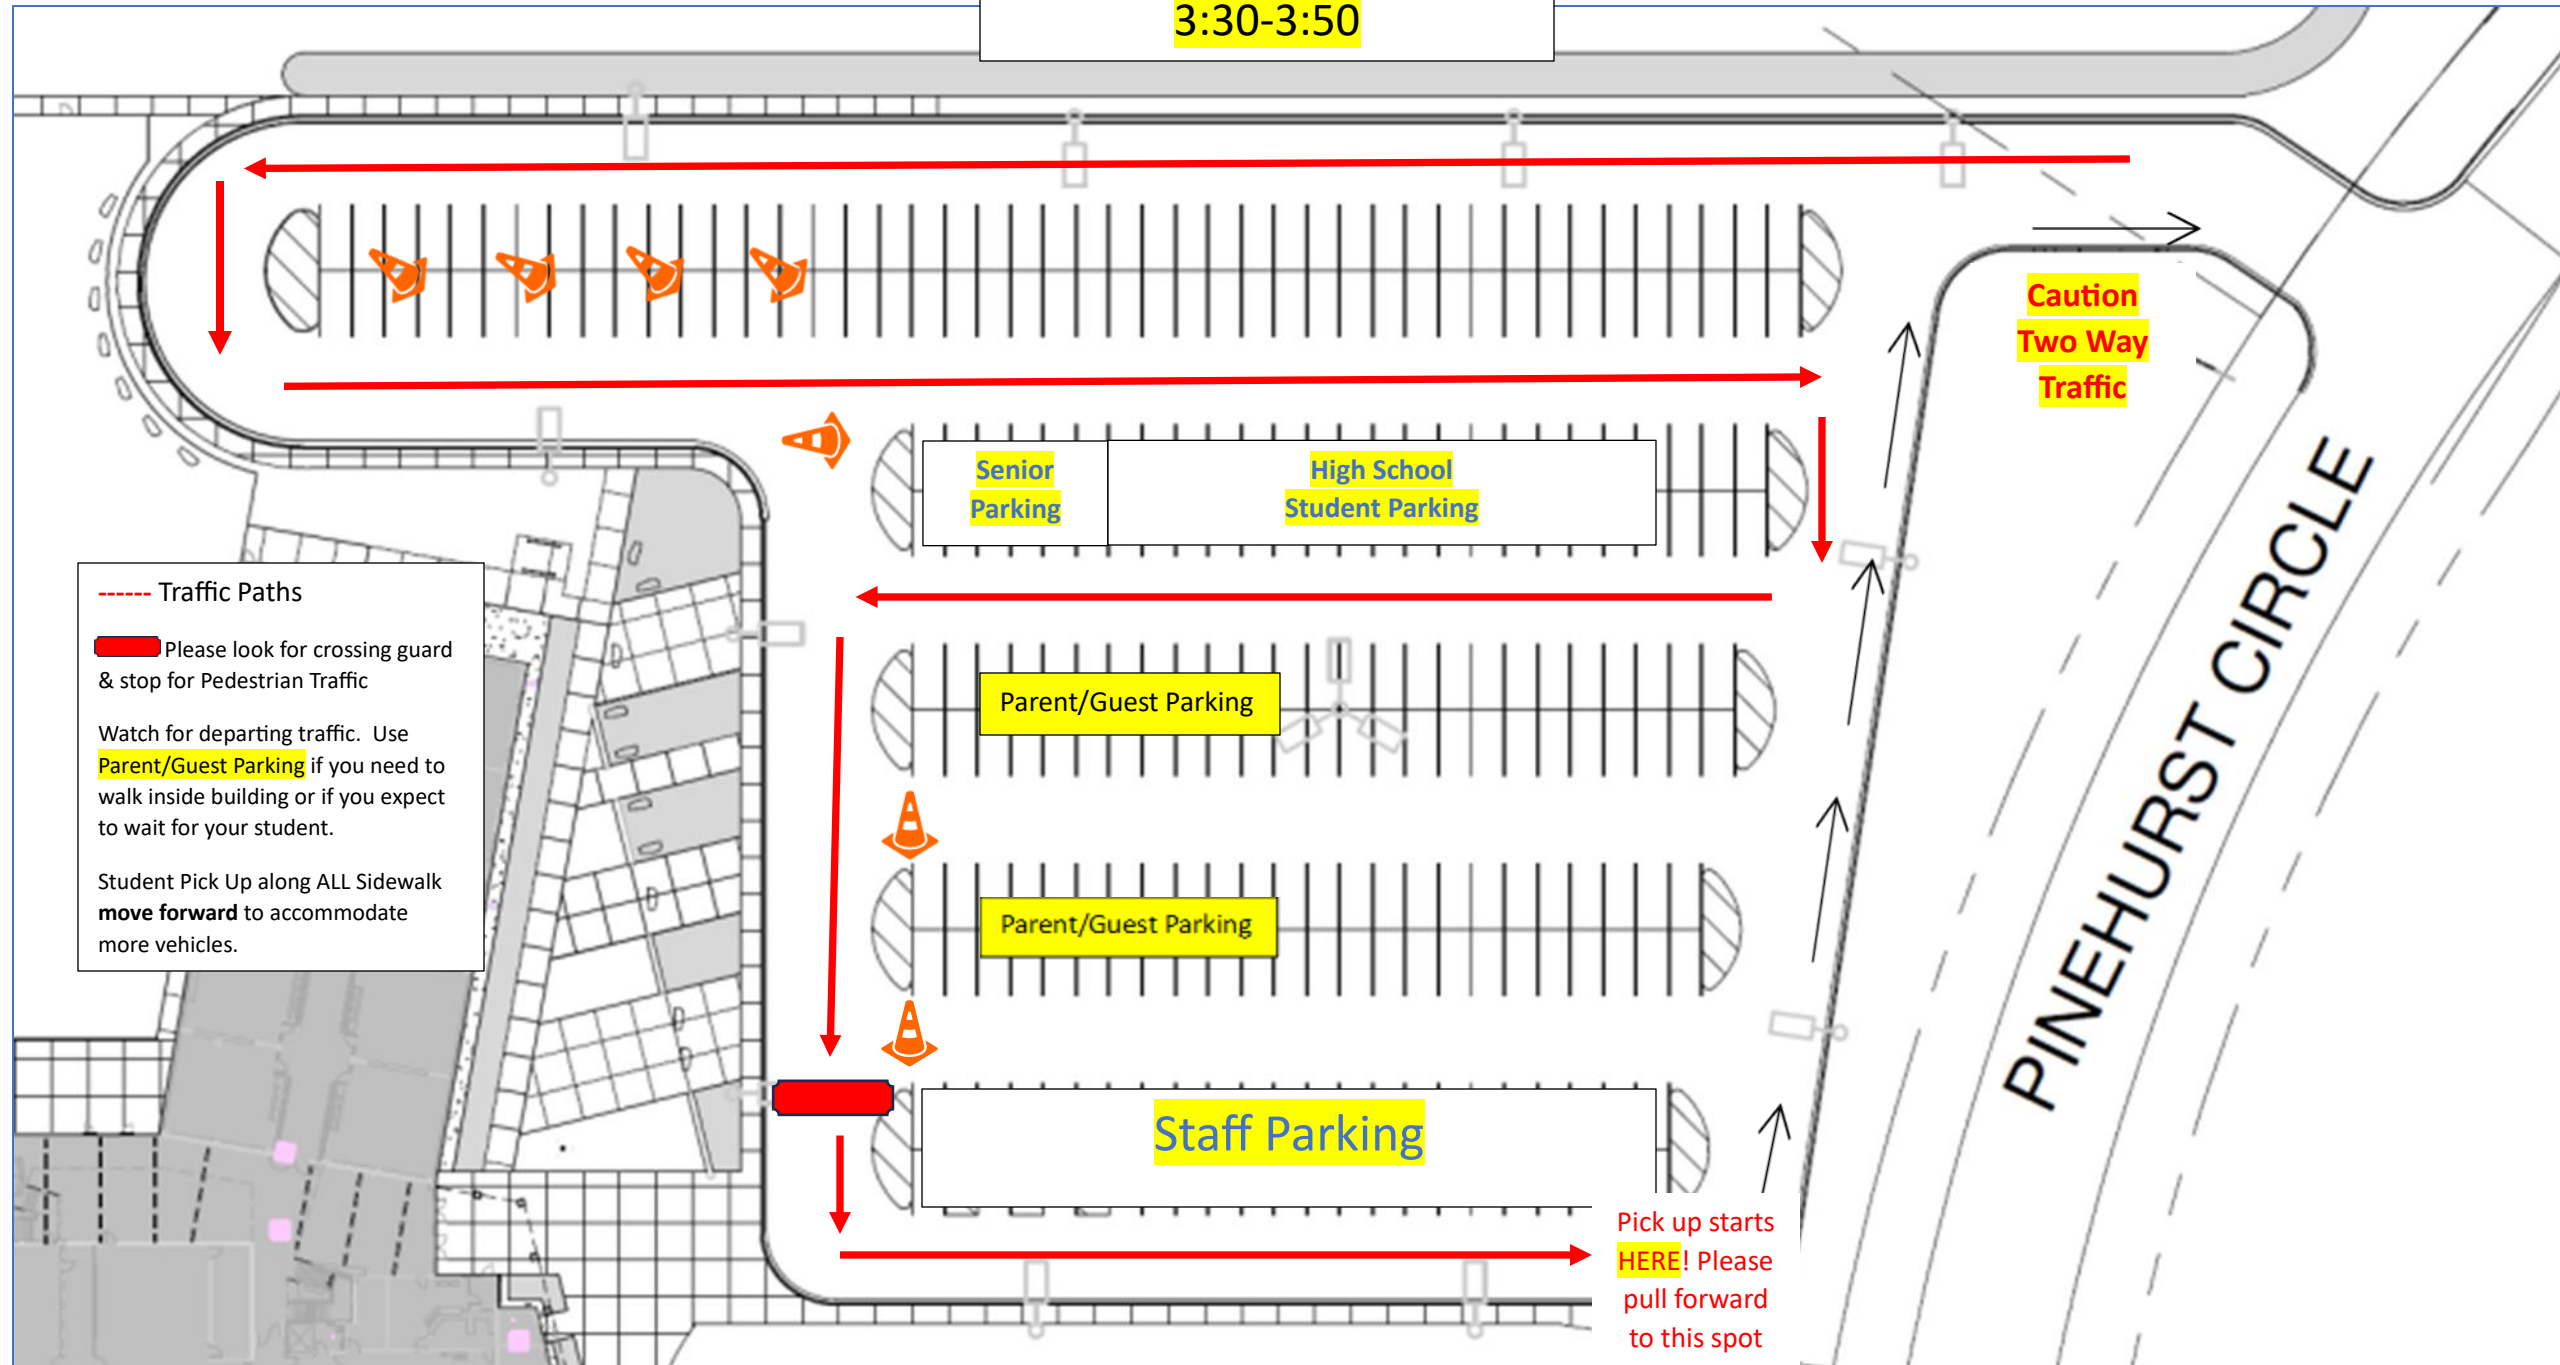 3:30-3:50
Caution
Two Way
Traffic
Senior
Parking
High School
Student Parking
------ Traffic Paths
Please look for crossing guard
& stop for Pedestrian Traffic
Watch for departing traffic. Use
Parent/Guest Parking if you need to
walk inside building or if you expect
to wait for your student.
Student Pick Up along ALL Sidewalk
move forward to accommodate
more vehicles.
Parent/Guest Parking
Parent/Guest Parking
PINEHURST CIRCLE
Staff Parking
Pick up starts
HERE! Please
pull forward
to this spot